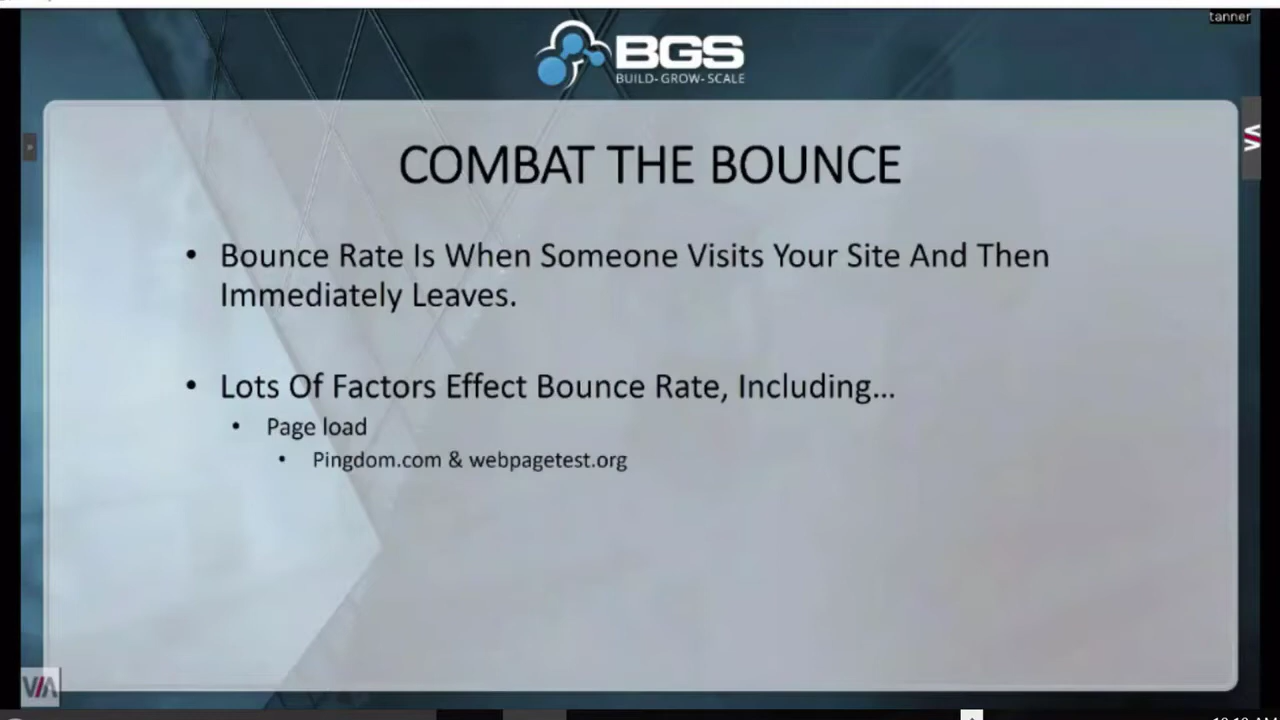 tanner
BGS
BUILD-GROW-SCALE
COMBAT THE BOUNCE
• Bounce Rate Is When Someone Visits Your Site And Then
Immediately Leaves.
• Lots Of Factors Effect Bounce Rate, Including...
• Page load
• Pingdom.com & webpagetest.org
VIA